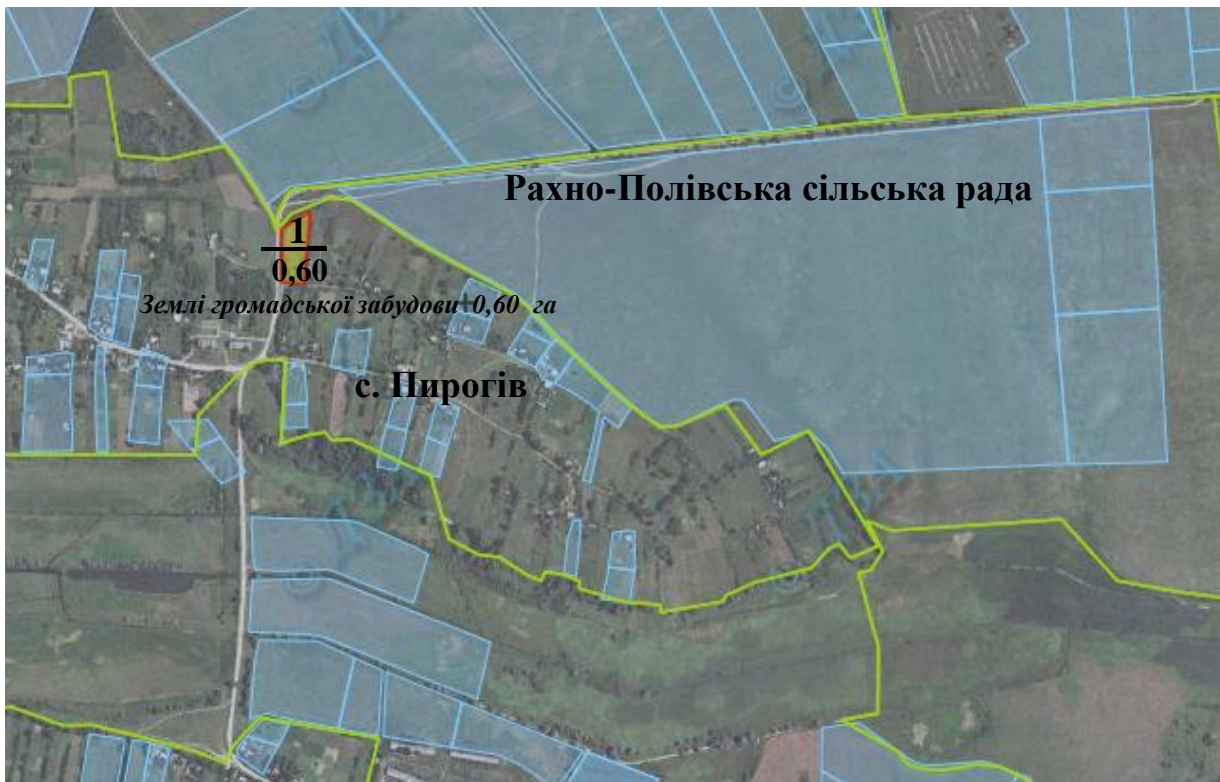 Рахно-Полівська сільська рада
1
0,60
Землі громадської забудови 0,60 га
с. Пирогів